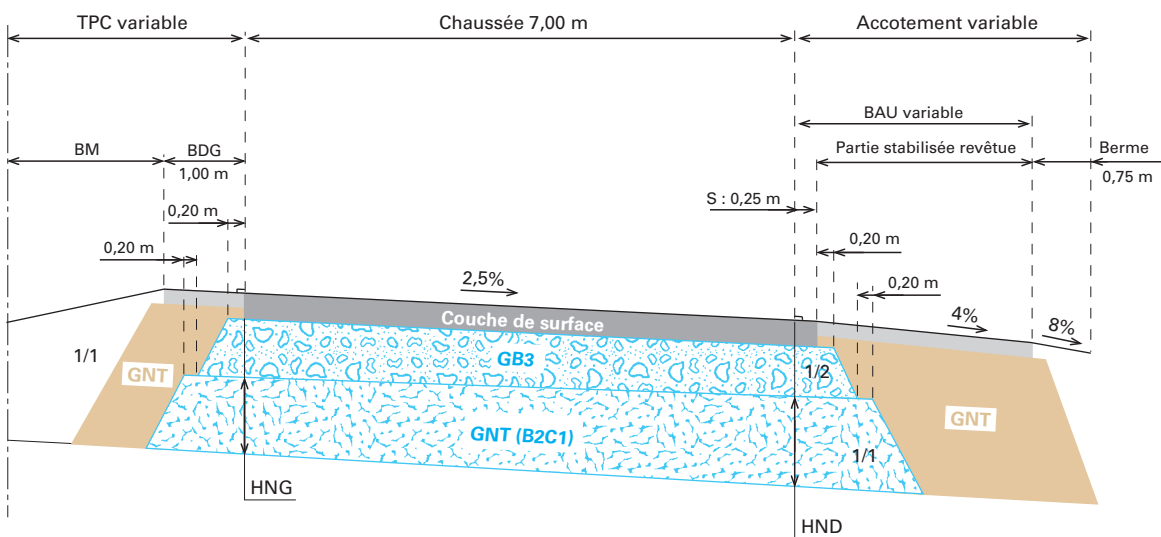 TPC variable
Chaussée 7,00 m
Accotement variable
BAU variable
BM
BDG
1,00 m
Partie stabilisée revêtue
Berme
0,75 m
S : 0,25 m
0,20 m
0,20 m
0,20 m
0,20 m
2,5%
4%
8%
Couche de surface
1/1
GNT
GB3
1/2
GNT (B2C1)
GNT
1/1
HNG
HND